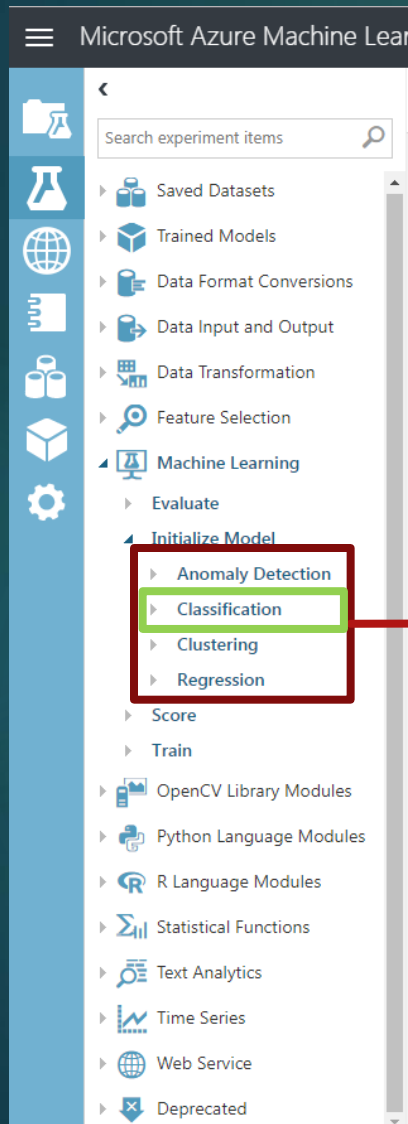 Microsoft Azure Machine Lear
Search experiment items
Saved Datasets
Trained Models
Data Format Conversions
Data Input and Output
Data Transformation
Feature Selection
Machine Learning
Evaluate
Initialize Model
Anomaly Detection
Classification
Clustering
Regression
Score
Train
OpenCV Library Modules
Python Language Modules
R Language Modules
Statistical Functions
Text Analytics
Time Series
Web Service
Deprecated